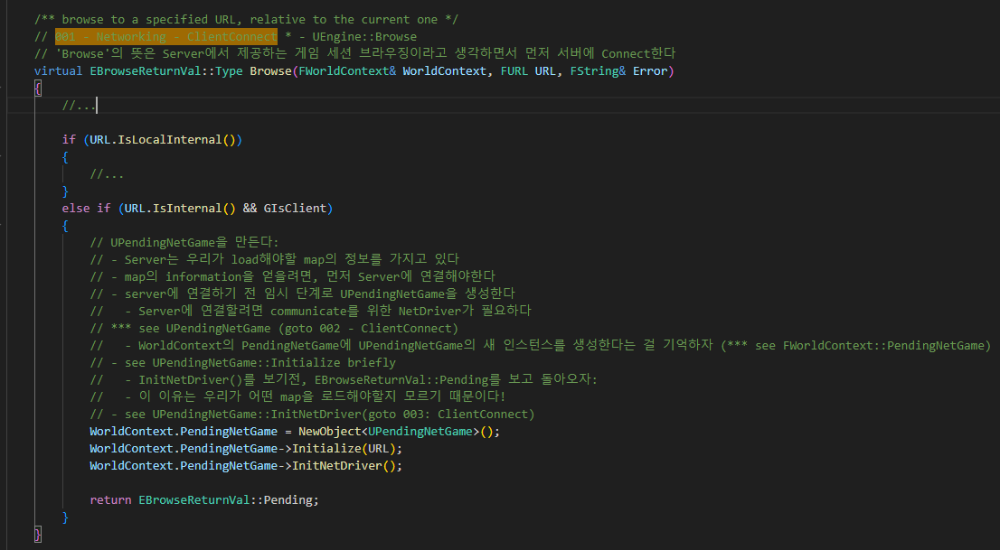 /** browse to a specified URL, relative to the current one */
// 001 - Networking - ClientConnect * - UEngine::Browse
// 'Browse'의 뜻은 Server에서 제공하는 게임 세션 브라우징이라고 생각하면서 먼저 서버에 Connect한다
virtual EBrowseReturnVal::Type Browse(FWorldContext& WorldContext, FURL URL, FString& Error)
{
//...
if (URL.IsLocalInternal())
{
//...
}
else if (URL.IsInternal() && GIsClient)
{
// UPendingNetGame을 만든다:
// - Server는 우리가 load해야할 map의 정보를 가지고 있다
// - map의 information을 얻을려면, 먼저 Server에 연결해야한다
// - server에 연결하기 전 임시 단계로 UPendingNetGame을 생성한다
//   - Server에 연결할려면 communicate를 위한 NetDriver가 필요하다
// *** see UPendingNetGame (goto 002 - ClientConnect)
//   - WorldContext의 PendingNetGame에 UPendingNetGame의 새 인스턴스를 생성한다는 걸 기억하자 (*** see FWorldContext::PendingNetGame)
// - see UPendingNetGame::Initialize briefly
//   - InitNetDriver()를 보기전, EBrowseReturnVal::Pending를 보고 돌아오자:
//   - 이 이유는 우리가 어떤 map을 로드해야할지 모르기 때문이다!
// - see UPendingNetGame::InitNetDriver(goto 003: ClientConnect)
WorldContext.PendingNetGame = NewObject<UPendingNetGame>();
WorldContext.PendingNetGame->Initialize(URL);
WorldContext.PendingNetGame->InitNetDriver();
return EBrowseReturnVal::Pending;
}
}